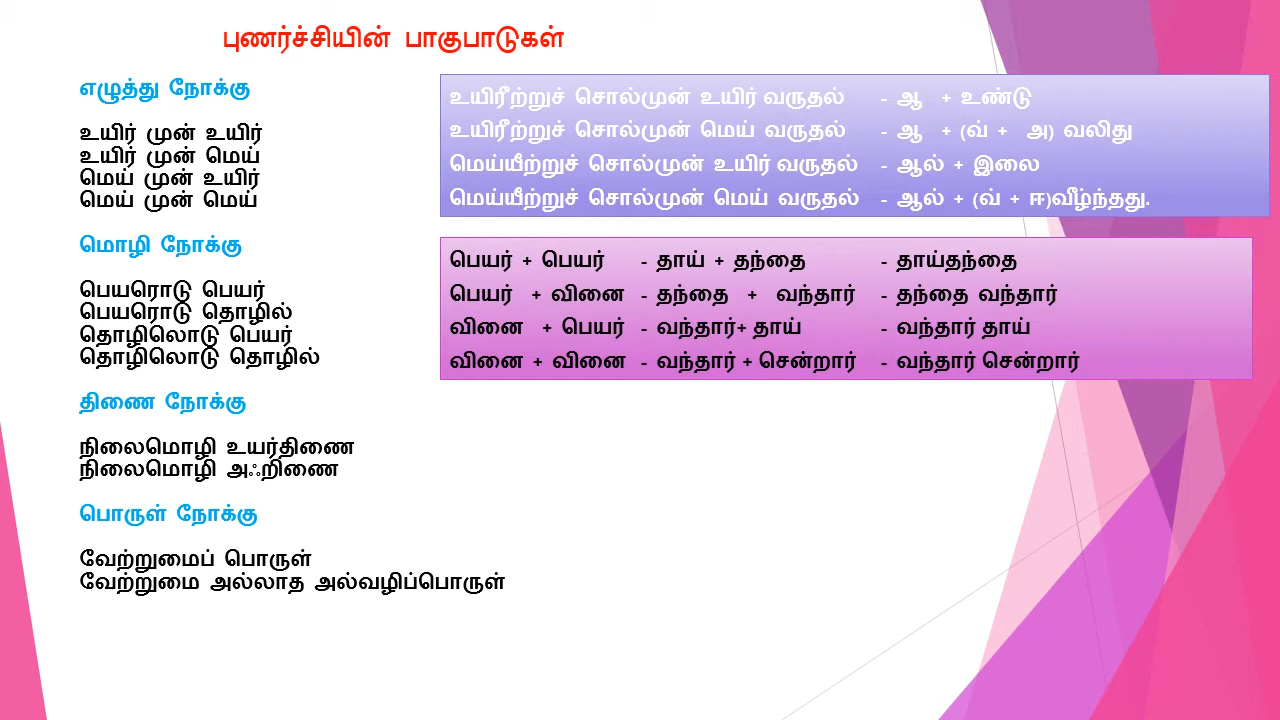 புணர்ச்சியின் பாகுபாடுகள்
எழுத்து நோக்கு
உயிர் முன் உயிர்
உயிர் முன் மெய்
மெய் முன் உயிர்
மெய் முன் மெய்
உயிரீற்றுச் சொல்முன் உயிர் வருதல் - ஆ + உண்டு
உயிரீற்றுச் சொல்முன் மெய் வருதல் - ஆ + (வ் + அ) வலிது
மெய்யீற்றுச் சொல்முன் உயிர் வருதல் - ஆல் + இலை
மெய்யீற்றுச் சொல்முன் மெய் வருதல் - ஆல் + (வ் + ஈ)வீழ்ந்தது.
மொழி நோக்கு
பெயரொடு பெயர்
பெயரொடு தொழில்
தொழிலொடு பெயர்
தொழிலொடு தொழில்
பெயர் + பெயர் - தாய் + தந்தை - தாய்தந்தை
பெயர் + வினை - தந்தை + வந்தார் - தந்தை வந்தார்
வினை + பெயர் - வந்தார்+ தாய் - வந்தார் தாய்
வினை + வினை - வந்தார் + சென்றார் - வந்தார் சென்றார்
திணை நோக்கு
நிலைமொழி உயர்திணை
நிலைமொழி அஃறிணை
பொருள் நோக்கு
வேற்றுமைப் பொருள்
வேற்றுமை அல்லாத அல்வழிப்பொருள்